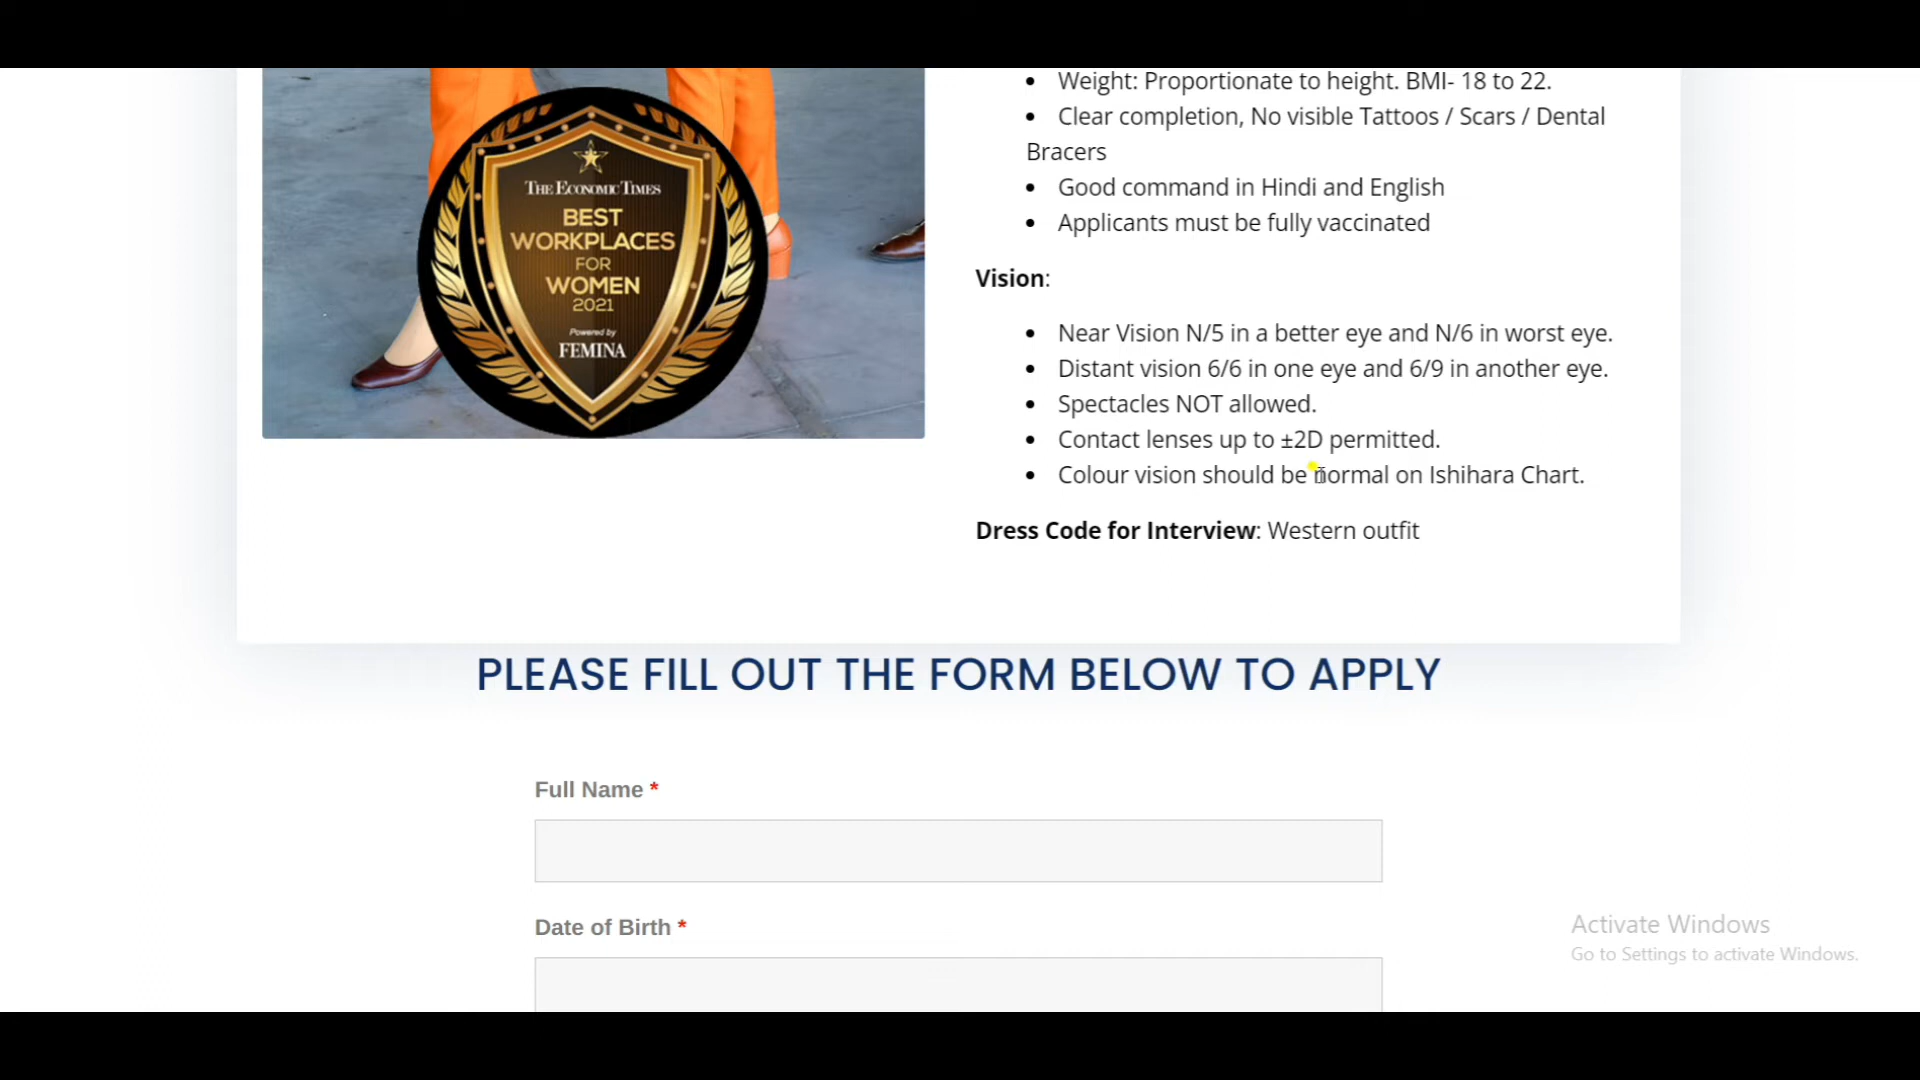 THE ECONOMIC TIMES
BEST
WORKPLACES
FOR
WOMEN
2021
Powered by
FEMINA
• Weight: Proportionate to height. BMI- 18 to 22.
• Clear completion, No visible Tattoos / Scars / Dental
Bracers
• Good command in Hindi and English
• Applicants must be fully vaccinated
Vision:
• Near Vision N/5 in a better eye and N/6 in worst eye.
• Distant vision 6/6 in one eye and 6/9 in another eye.
• Spectacles NOT allowed.
• Contact lenses up to ±2D permitted.
• Colour vision should be normal on Ishihara Chart.
Dress Code for Interview: Western outfit
PLEASE FILL OUT THE FORM BELOW TO APPLY
Full Name *
Date of Birth *
Activate Windows
Go to Settings to activate Windows.